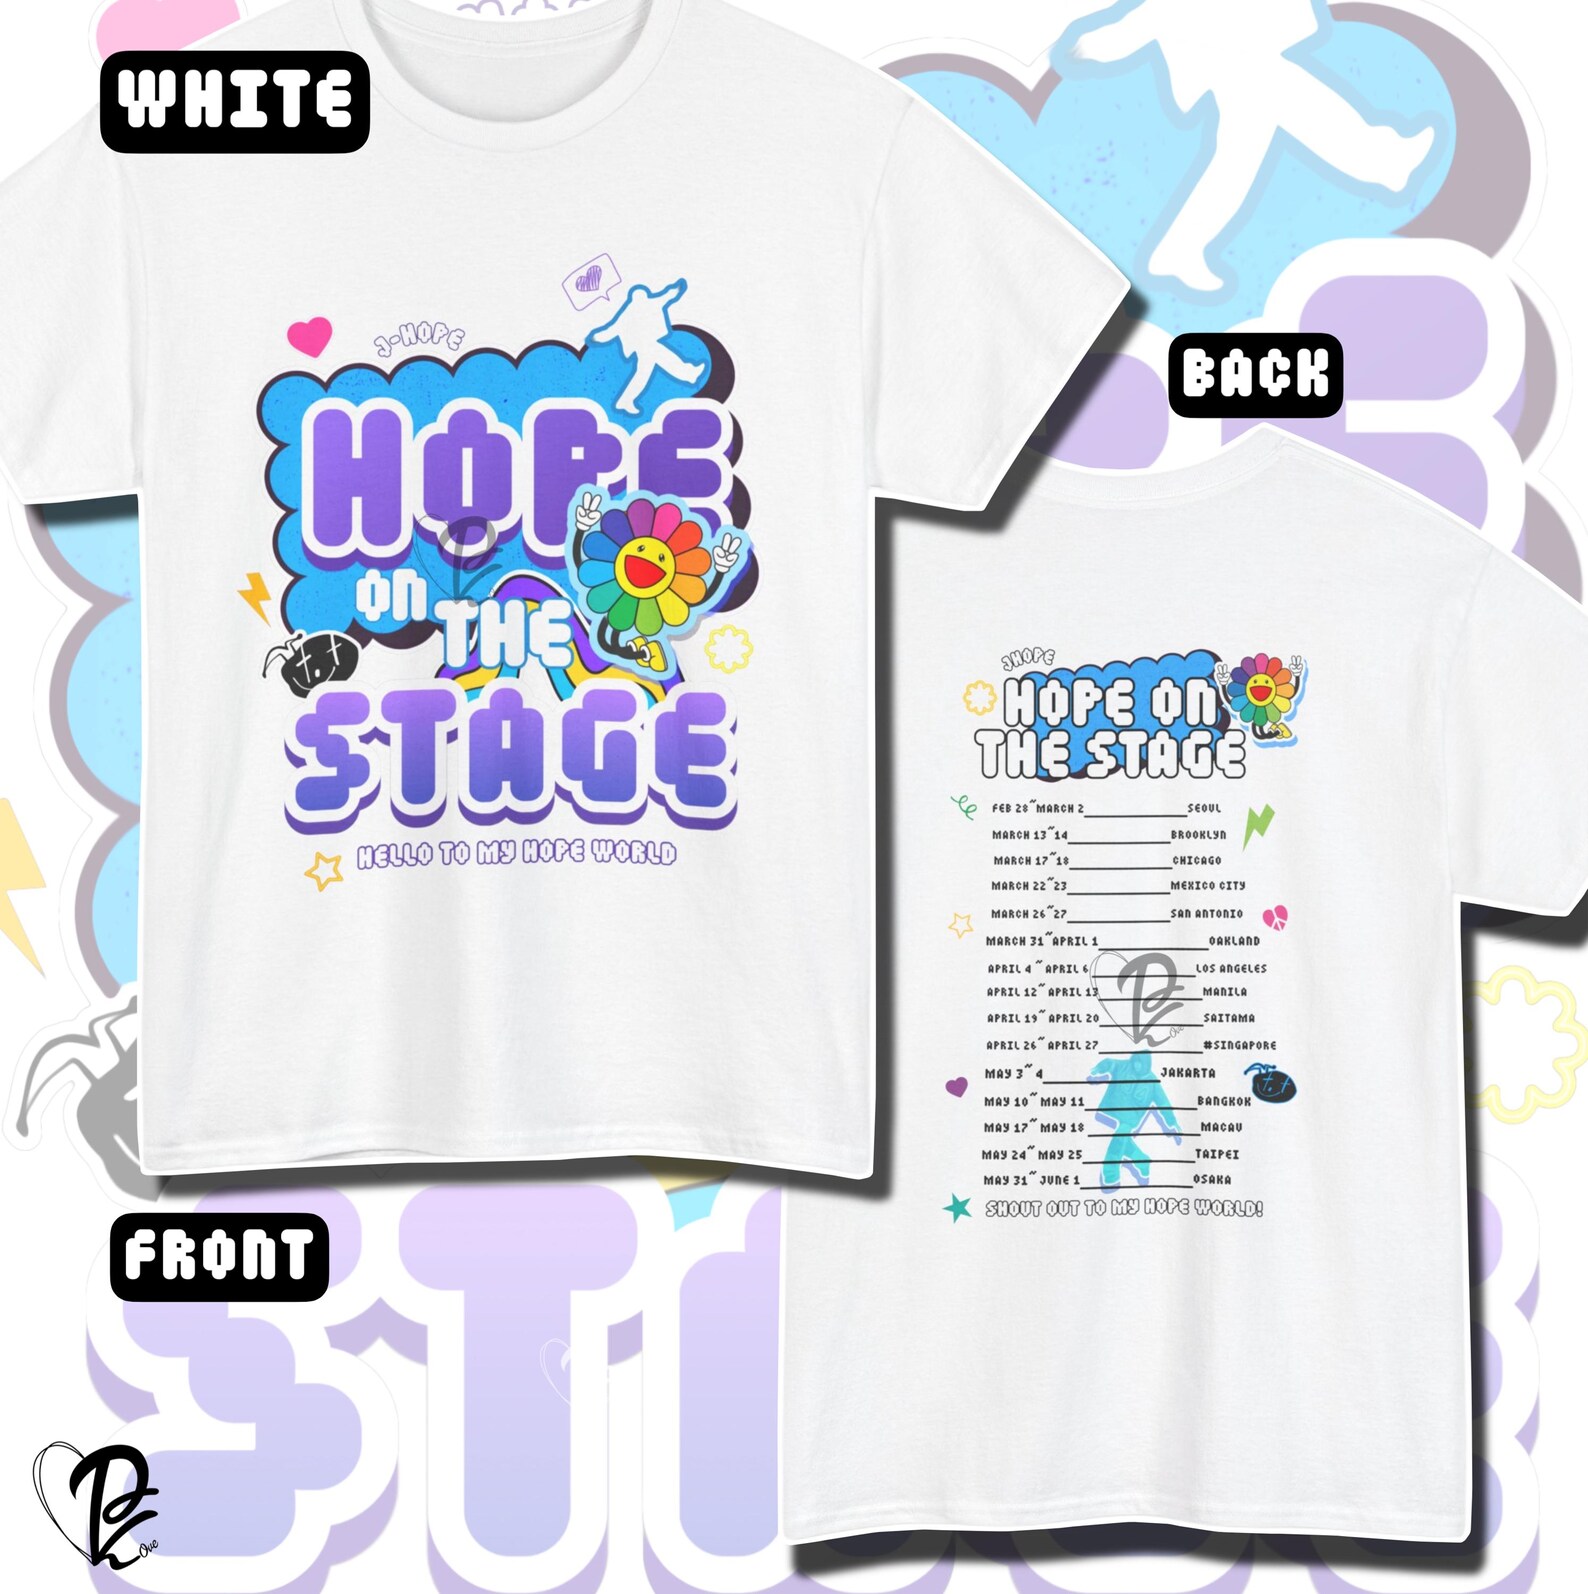 WHITE
J-HOPE
HOPE
ON
THE
STAGE
HELLO TO MY HOPE WORLD
FRONT
BACK
JHOPE
HOPE ON
THE STAGE
FEB 28~MARCH 2 SEOUL
MARCH 13~14 BROOKLYN
MARCH 17~18 CHICAGO
MARCH 22~23 MEXICO CITY
MARCH 26~27 SAN ANTONIO
MARCH 31~APRIL 1 OAKLAND
APRIL 4~APRIL 6 LOS ANGELES
APRIL 12~APRIL 13 MANILA
APRIL 19~APRIL 20 SAITAMA
APRIL 26~APRIL 27 #SINGAPORE
MAY 3~4 JAKARTA
MAY 10~MAY 11 BANGKOK
MAY 17~MAY 18 MACAU
MAY 24~MAY 25 TAIPEI
MAY 31~JUNE 1 OSAKA
SHOUT OUT TO MY HOPE WORLD!